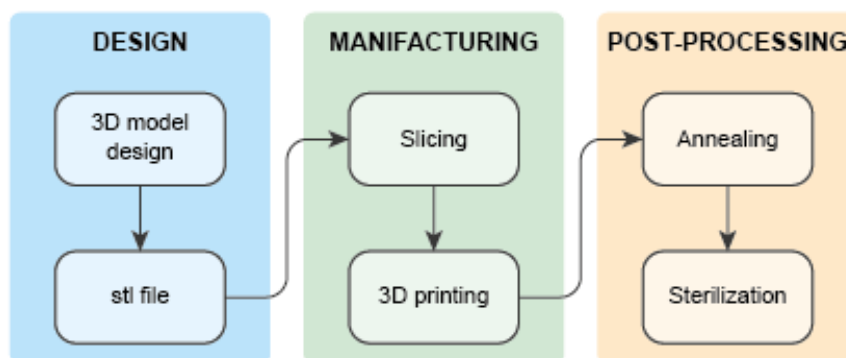 DESIGN
3D model
design
stl file
MANIFACTURING
Slicing
3D printing
POST-PROCESSING
Annealing
Sterilization